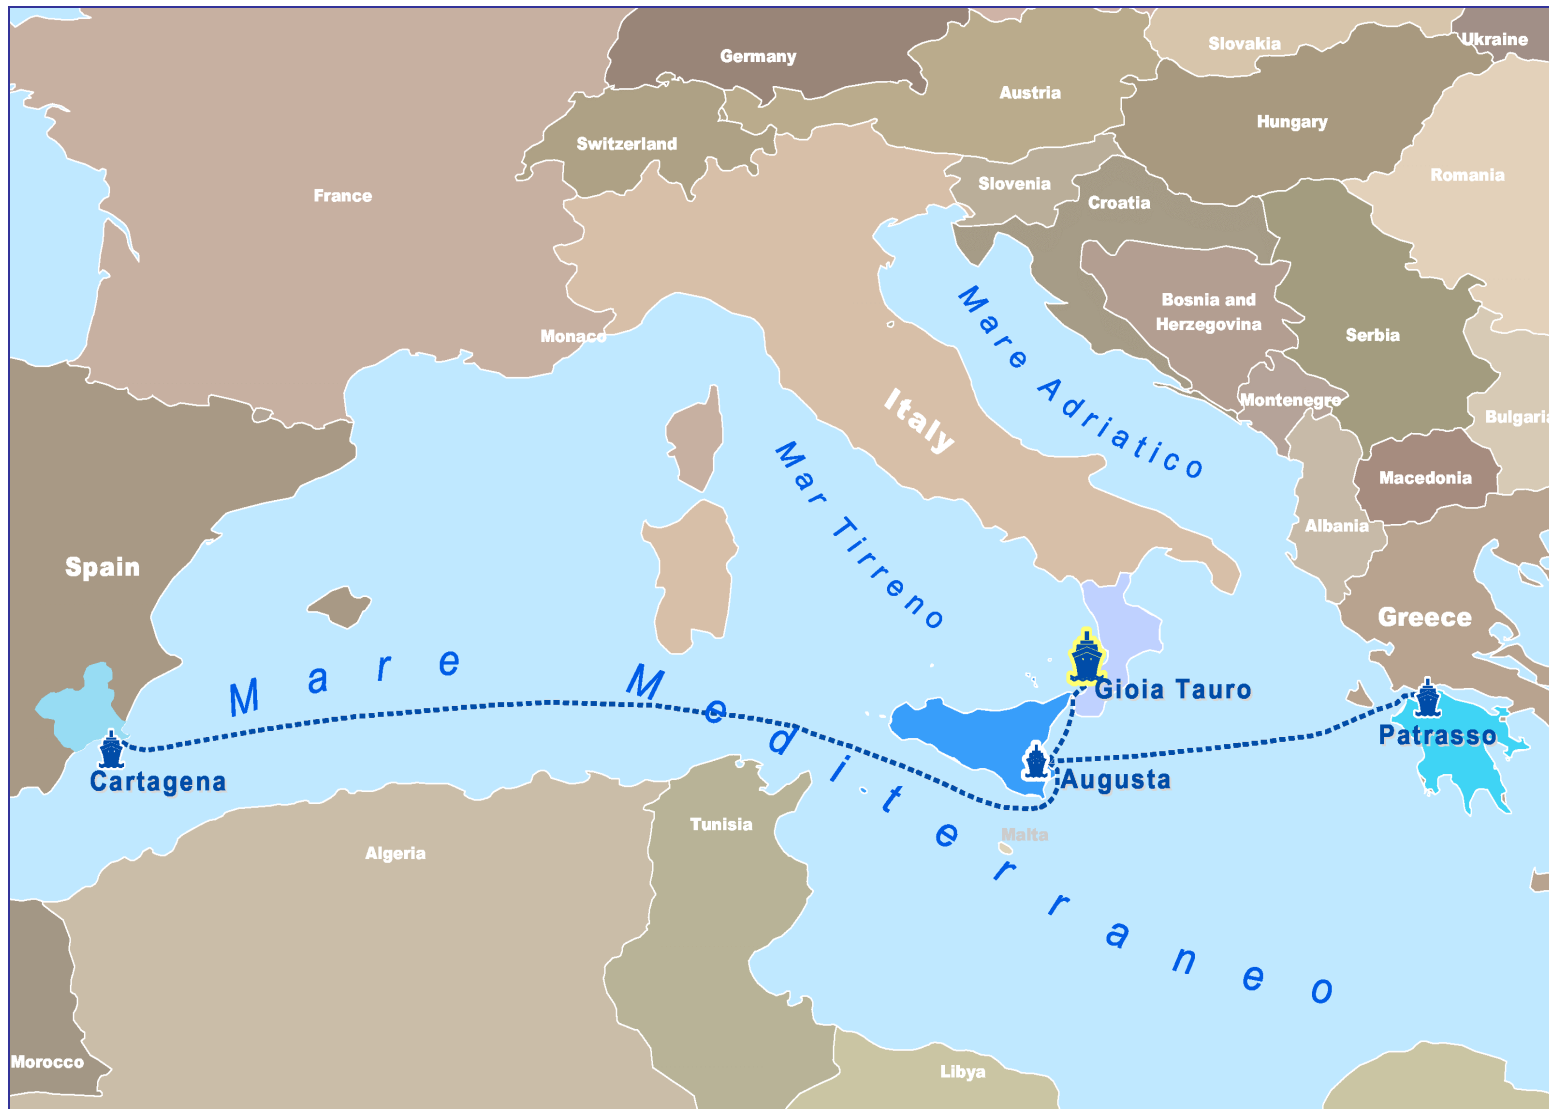 Germany
Slovakia
Ukraine
Austria
Hungary
Switzerland
Romania
Slovenia
France
Croatia
Bosnia and
Herzegovina
Monaco
Serbia
Mare Adriatico
Montenegro
Italy
Bulgaria
Mar Tirreno
Macedonia
Albania
Spain
Greece
Mare Mediterraneo
Gioia Tauro
Patrasso
Cartagena
Augusta
Tunisia
Malta
Algeria
Morocco
Libya